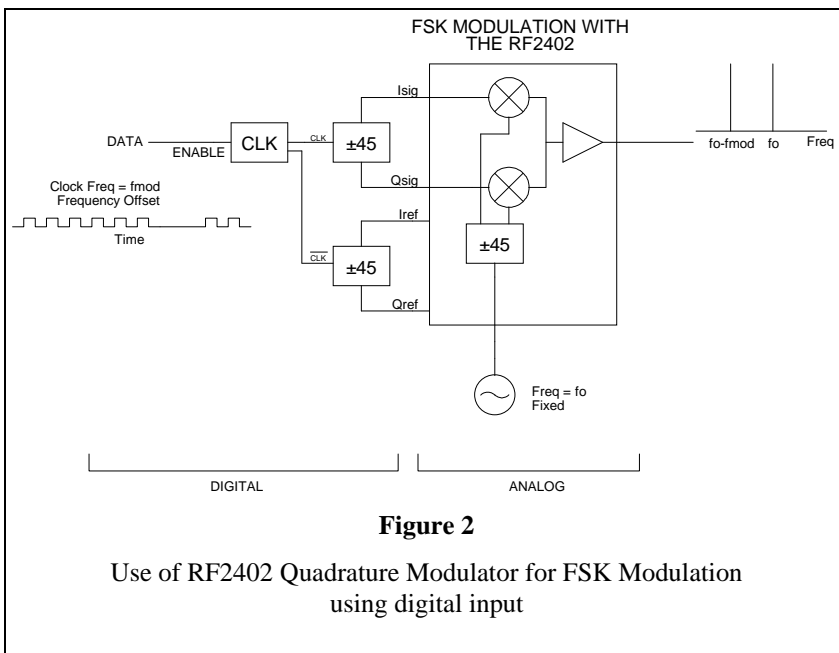 FSK MODULATION WITH
THE RF2402
Isig
DATA
ENABLE
CLK
CLK
±45
fo-fmod fo Freq
Qsig
Clock Freq = fmod
Frequency Offset
Iref
Time
CLK
±45
±45
Qref
Freq = fo
Fixed
DIGITAL
ANALOG
Figure 2
Use of RF2402 Quadrature Modulator for FSK Modulation
using digital input